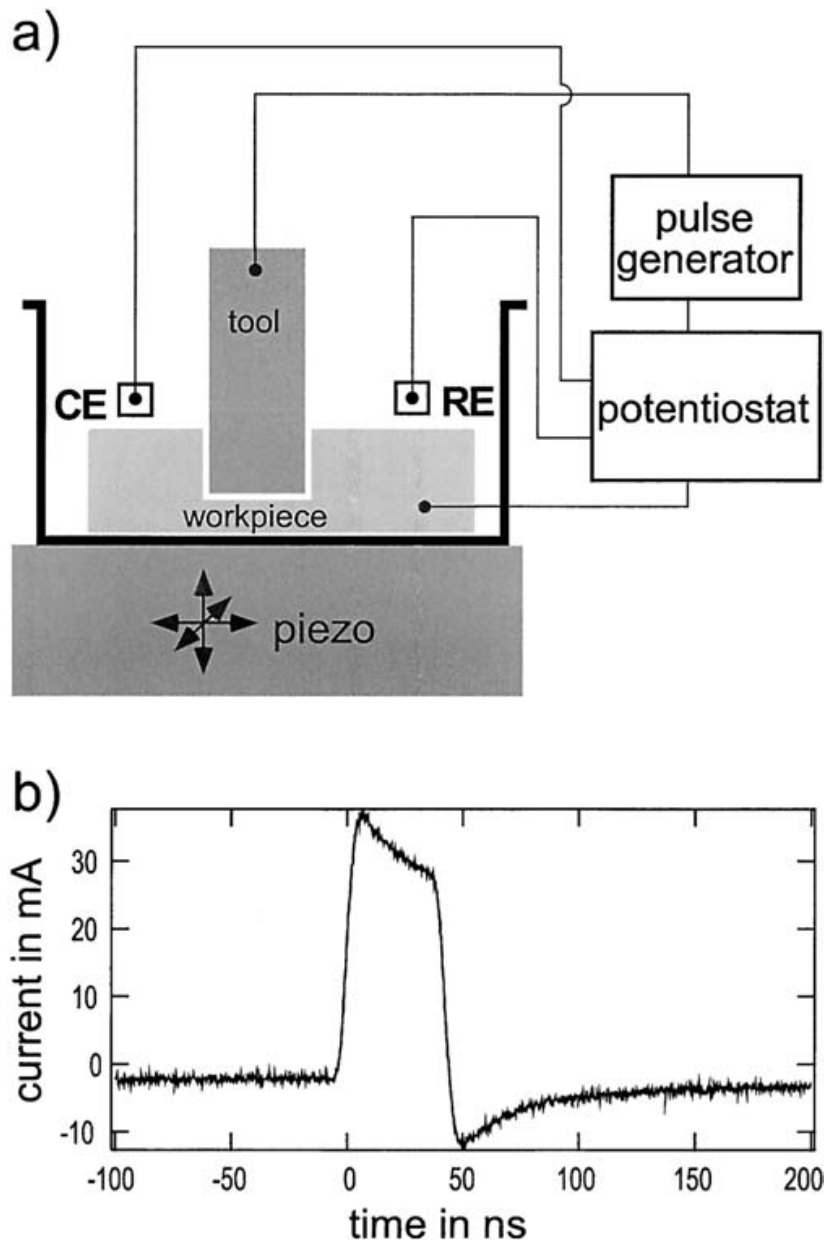 a)
pulse
generator
tool
CE
RE
potentiostat
workpiece
piezo
b)
current in mA
30
20
10
0
-10
-100
-50
0
50
100
150
200
time in ns